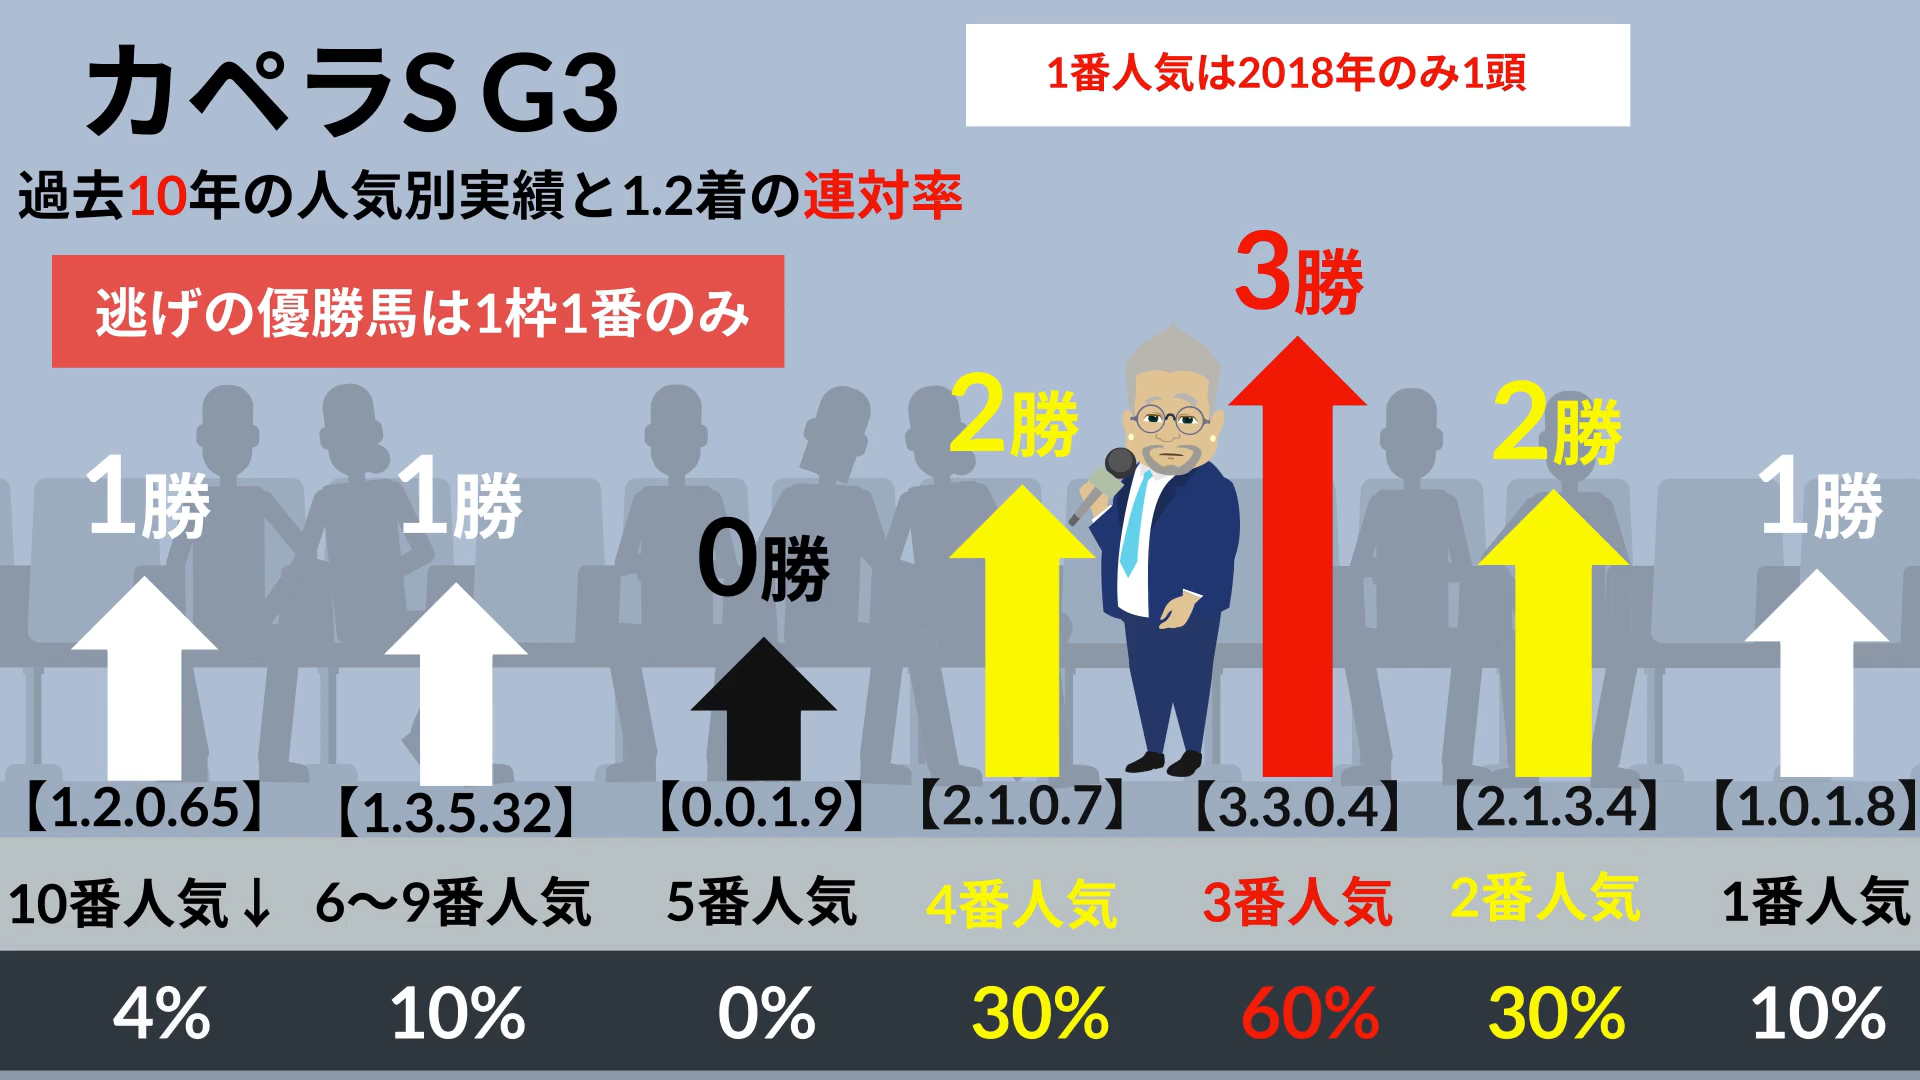 カペラS G3
1番人気は2018年のみ1頭
過去10年の人気別実績と1.2着の連対率
逃げの優勝馬は1枠1番のみ
1勝
1勝
0勝
2勝
3勝
2勝
1勝
【1.2.0.65】
【1.3.5.32】
【0.0.1.9】
【2.1.0.7】
【3.3.0.4】
【2.1.3.4】
【1.0.1.8】
10番人気↓
6〜9番人気
5番人気
4番人気
3番人気
2番人気
1番人気
4%
10%
0%
30%
60%
30%
10%